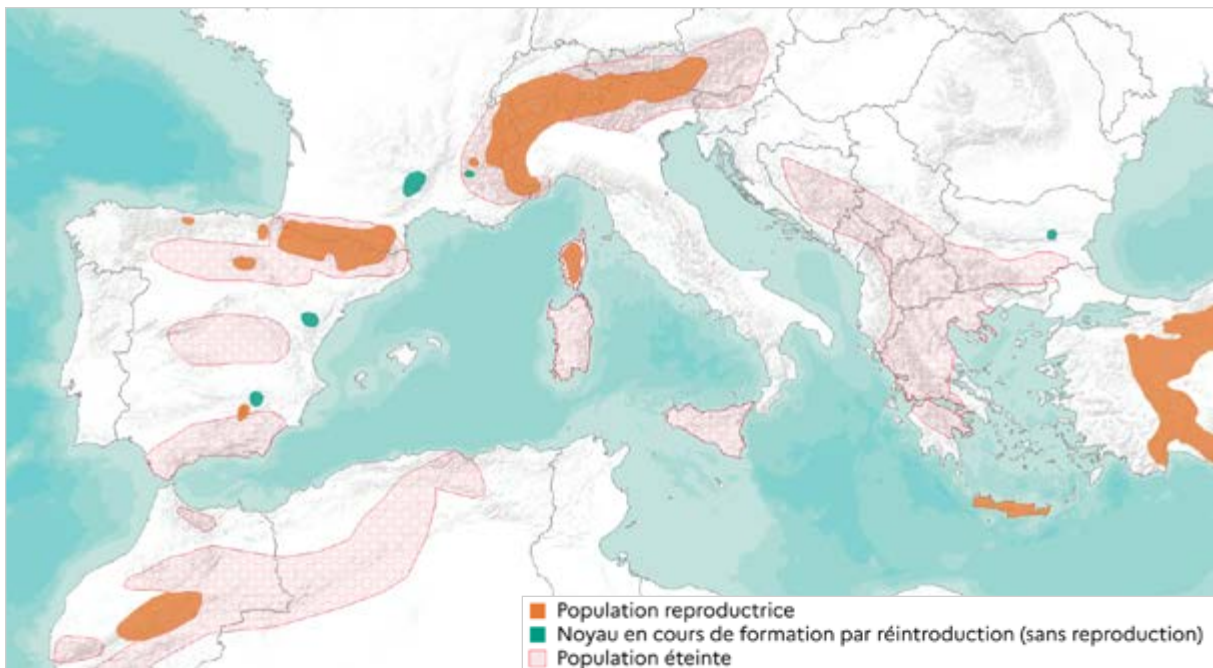 Population reproductrice
Noyau en cours de formation par réintroduction (sans reproduction)
Population éteinte